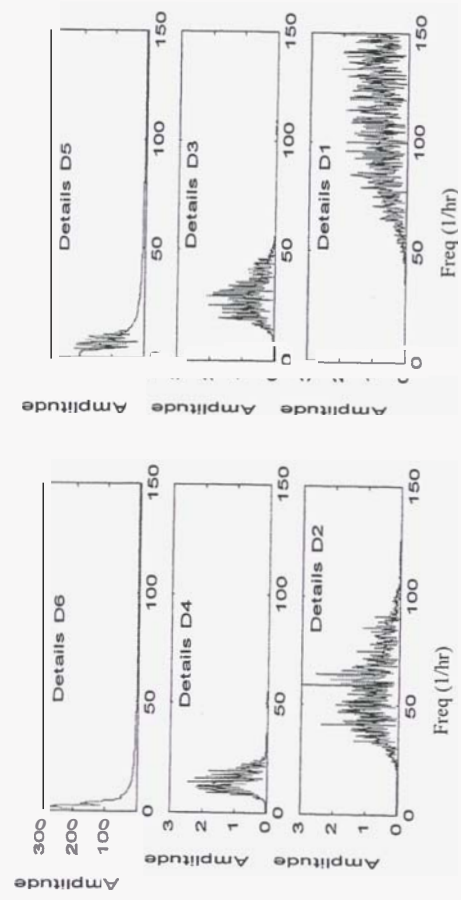 Amplitude
300
200
100
Details D6
0 50 100 150
Amplitude
Details D5
50 100 150
Amplitude
3
2
1
0
Details D4
0 50 100 150
Amplitude
Details D3
0 50 100 150
Amplitude
3
2
1
0
Details D2
0 50 100 150
Freq (1/hr)
Amplitude
0
Details D1
0 50 100 150
Freq (1/hr)